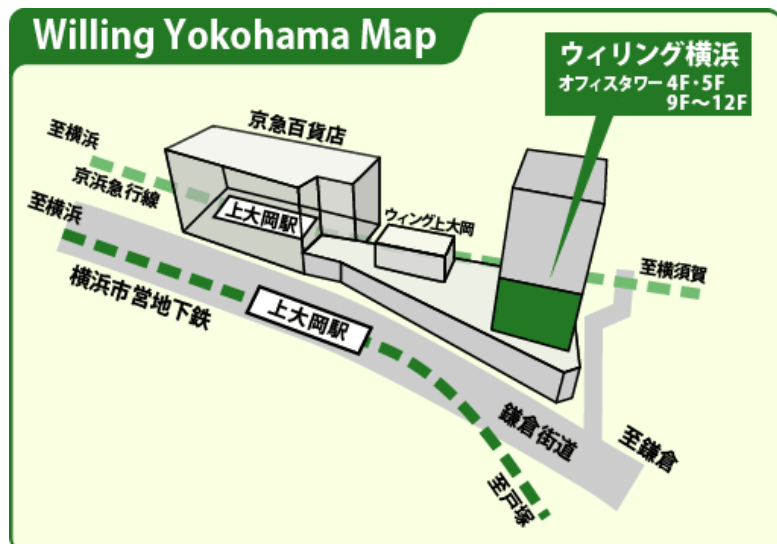 Willing Yokohama Map
ウィリング横浜
オフィスタワー 4F・5F
9F～12F
京急百貨店
至横浜
京浜急行線
上大岡駅
ウィング上大岡
至横須賀
至横浜
横浜市営地下鉄
上大岡駅
鎌倉街道
至鎌倉
至戸塚